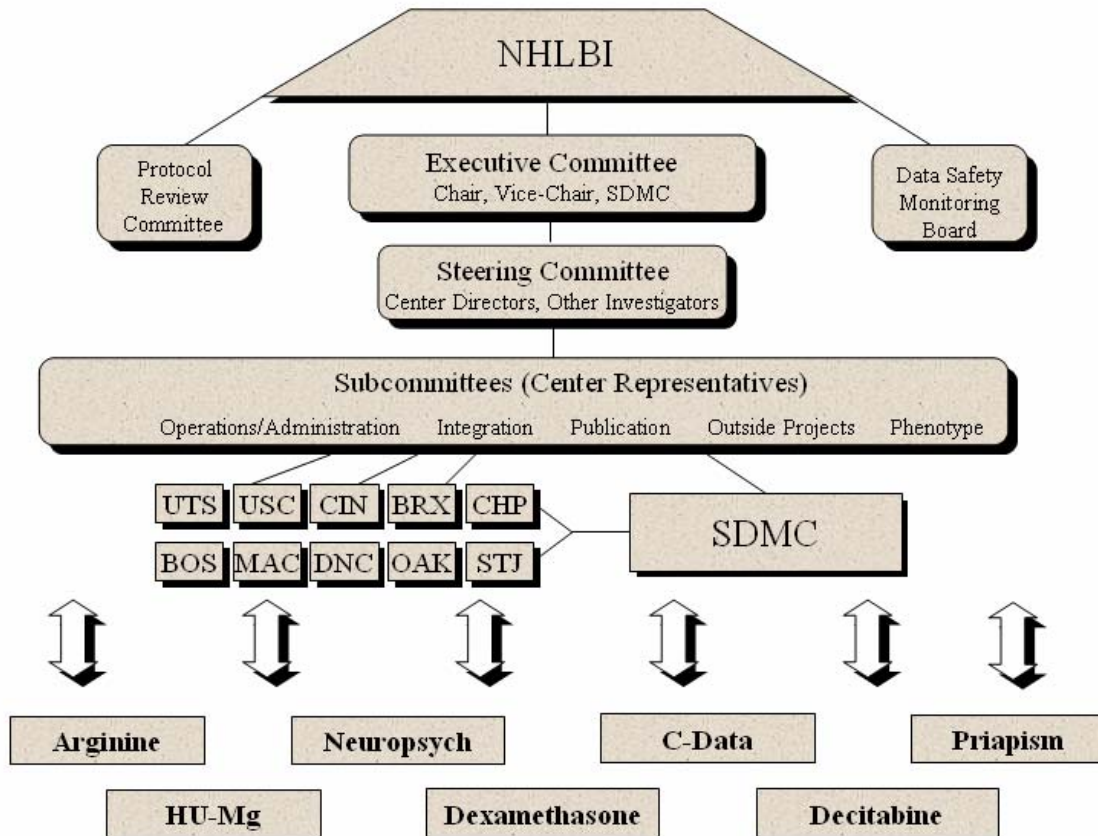 NHLBI
Protocol
Review
Committee
Executive Committee
Chair, Vice-Chair, SDMC
Data Safety
Monitoring
Board
Steering Committee
Center Directors, Other Investigators
Subcommittees (Center Representatives)
Operations/Administration Integration Publication Outside Projects Phenotype
UTS USC CIN BRX CHP
BOS MAC DNC OAK STJ
SDMC
Arginine Neuropsych C-Data Priapism
HU-Mg Dexamethasone Decitabine